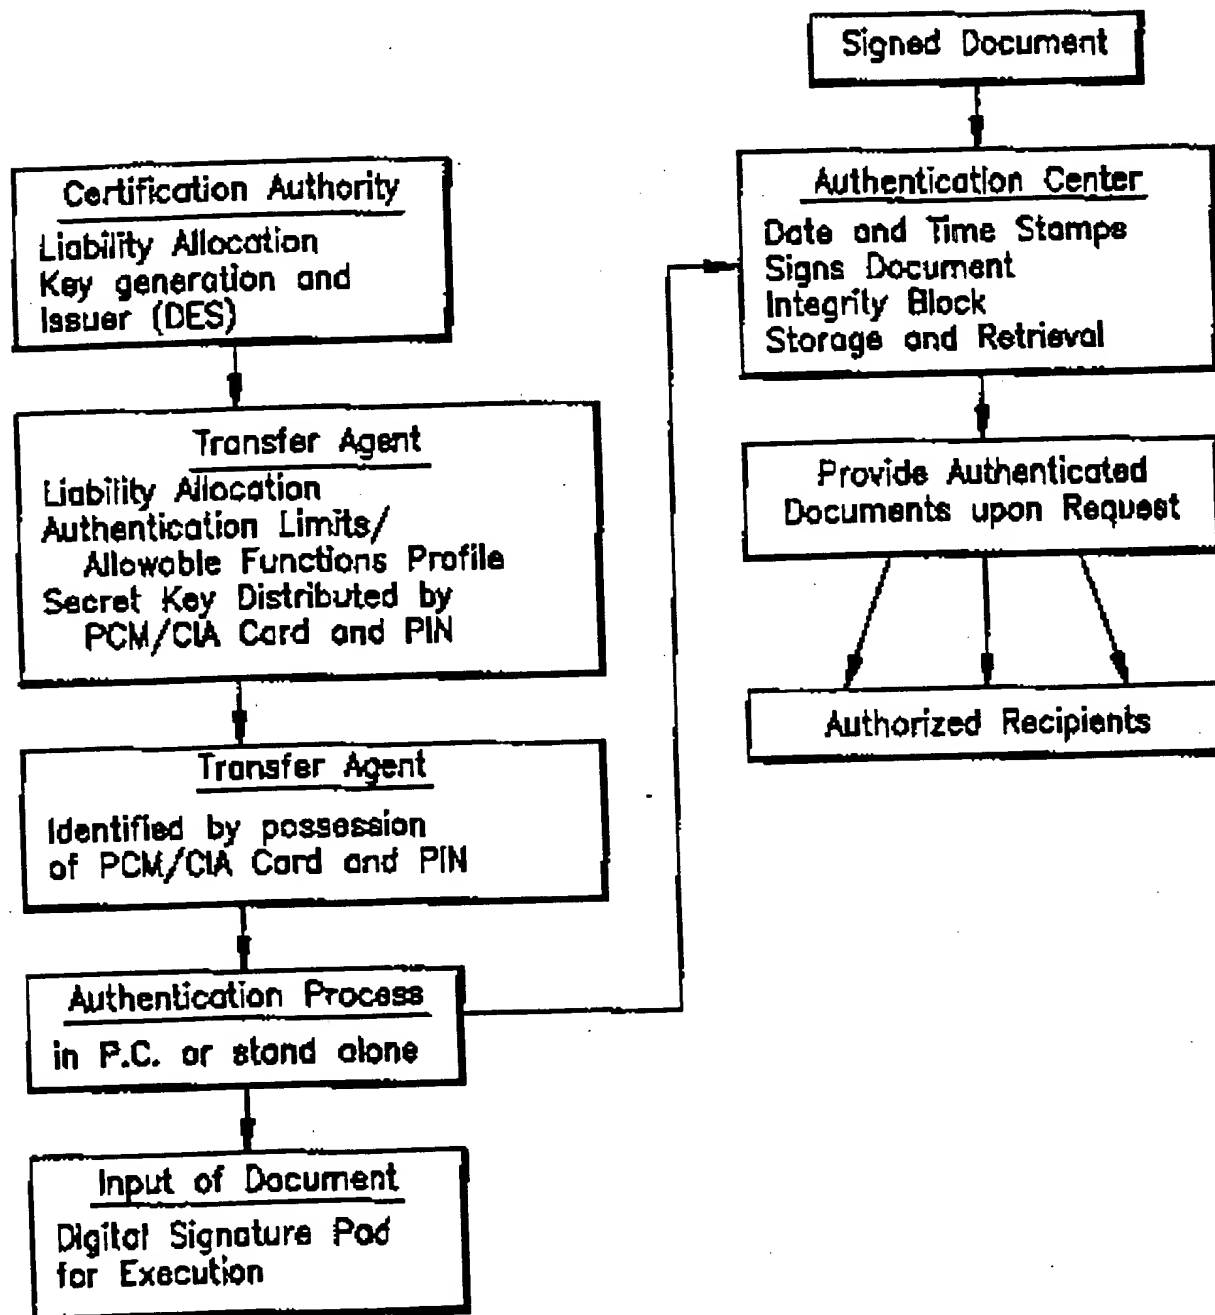 Signed Document
Certification Authority
Liability Allocation
Key generation and
Issuer (DES)
Transfer Agent
Liability Allocation
Authentication Limits/
Allowable Functions Profile
Secret Key Distributed by
PCM/CIA Card and PIN
Transfer Agent
Identified by possession
of PCM/CIA Card and PIN
Authentication Process
in P.C. or stand alone
Input of Document
Digital Signature Pad
for Execution
Authentication Center
Date and Time Stamps
Signs Document
Integrity Block
Storage and Retrieval
Provide Authenticated
Documents upon Request
Authorized Recipients